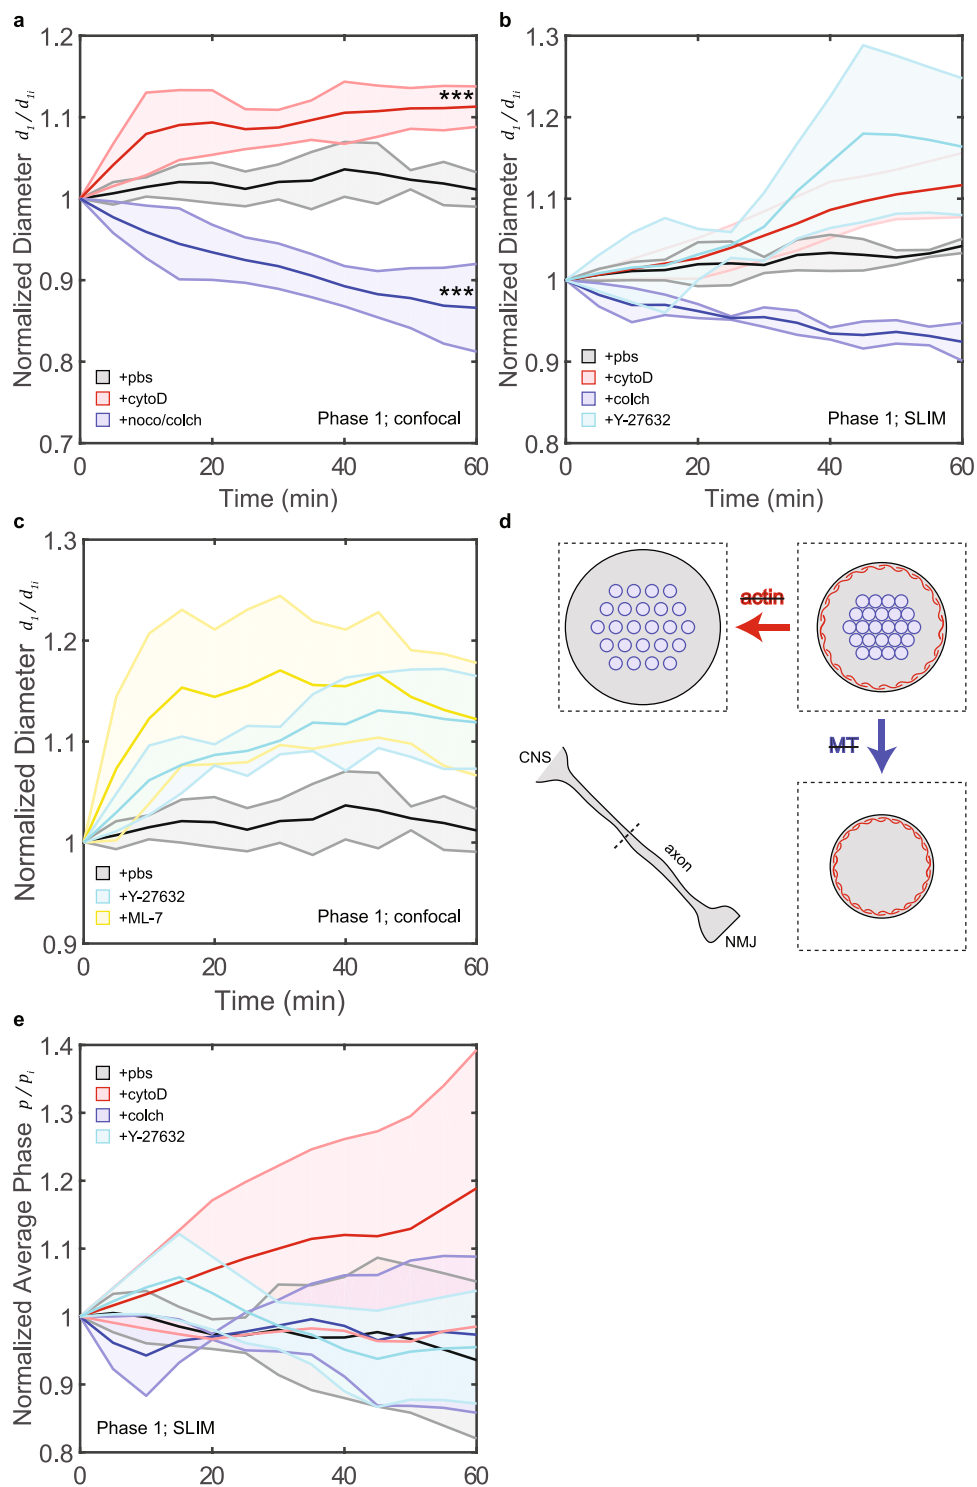 a
1.2
1.1
1
0.9
0.8
0.7
Normalized Diameter d1/d1i
***
***
+pbs
+cytoD
+noco/colch
Phase 1; confocal
0 20 40 60
Time (min)
b
1.3
1.2
1.1
1
0.9
0.8
Normalized Diameter d1/d1i
+pbs
+cytoD
+colch
+Y-27632
Phase 1; SLIM
0 20 40 60
Time (min)
c
1.3
1.2
1.1
1
0.9
Normalized Diameter d1/d1i
+pbs
+Y-27632
+ML-7
Phase 1; confocal
0 20 40 60
Time (min)
d
actin
MT
CNS
axon
NMJ
e
1.4
1.3
1.2
1.1
1
0.9
0.8
Normalized Average Phase p/pi
+pbs
+cytoD
+colch
+Y-27632
Phase 1; SLIM
0 20 40 60
Time (min)